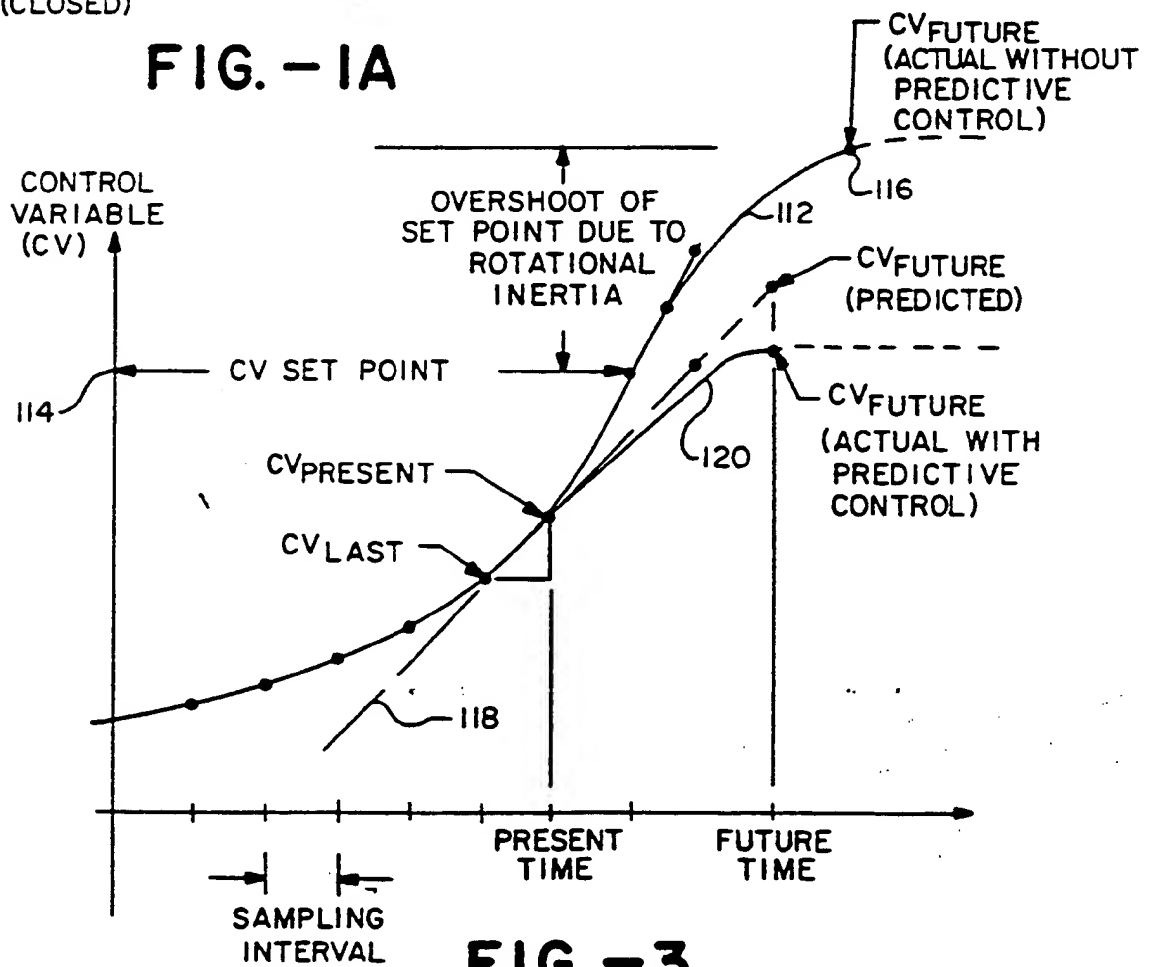 (CLOSED)
FIG.-1A
CVFUTURE
(ACTUAL WITHOUT
PREDICTIVE
CONTROL)
116
CONTROL
VARIABLE
(CV)
OVERSHOOT OF
SET POINT DUE TO
ROTATIONAL
INERTIA
112
CVFUTURE
(PREDICTED)
CV SET POINT
114
CVFUTURE
(ACTUAL WITH
PREDICTIVE
CONTROL)
120
CVPRESENT
CVLAST
118
PRESENT
TIME
FUTURE
TIME
SAMPLING
INTERVAL
FIG.-3